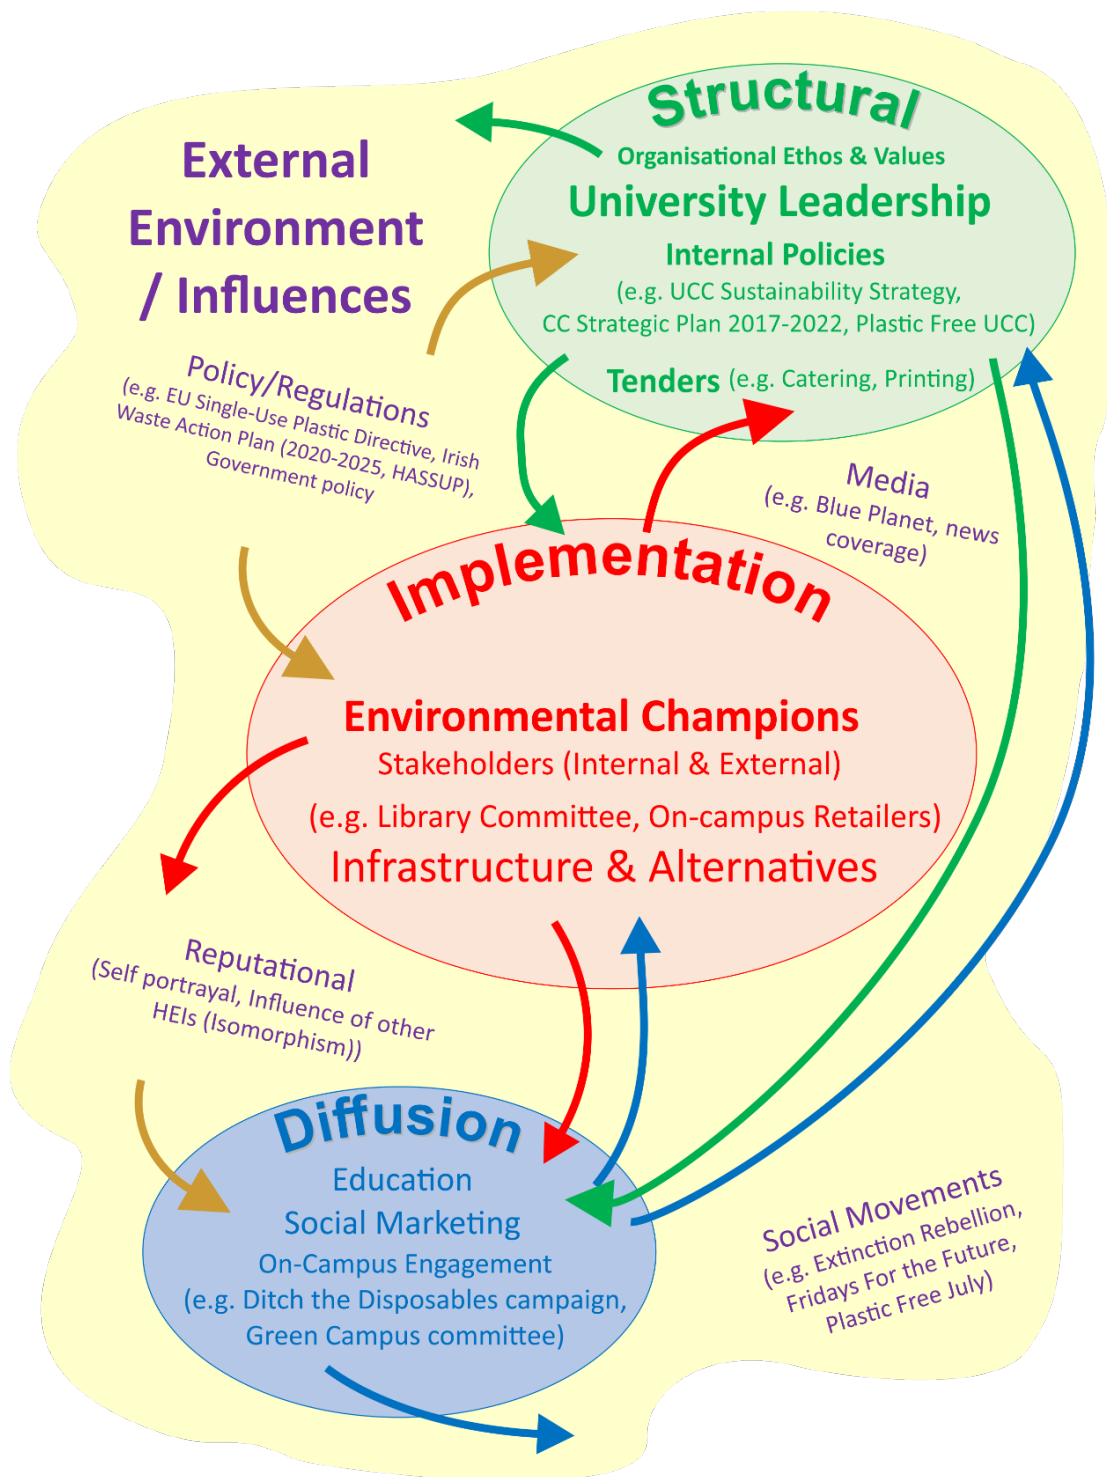 Structural
Organisational Ethos & Values
University Leadership
Internal Policies
(e.g. UCC Sustainability Strategy,
CC Strategic Plan 2017-2022, Plastic Free UCC)
Tenders (e.g. Catering, Printing)
External
Environment
/ Influences
Policy/Regulations
(e.g. EU Single-Use Plastic Directive, Irish
Waste Action Plan (2020-2025, HASSUP),
Government policy
Media
(e.g. Blue Planet, news
coverage)
Implementation
Environmental Champions
Stakeholders (Internal & External)
(e.g. Library Committee, On-campus Retailers)
Infrastructure & Alternatives
Reputational
(Self portrayal, Influence of other
HEIs (Isomorphism))
Diffusion
Education
Social Marketing
On-Campus Engagement
(e.g. Ditch the Disposables campaign,
Green Campus committee)
Social Movements
(e.g. Extinction Rebellion,
Fridays For the Future,
Plastic Free July)